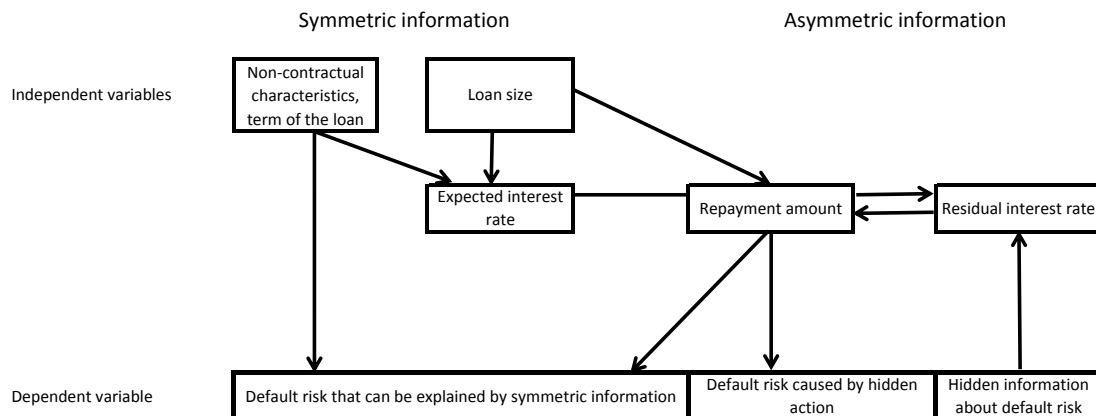 Symmetric information
Asymmetric information
Independent variables
Non-contractual
characteristics,
term of the loan
Loan size
Expected interest
rate
Repayment amount
Residual interest rate
Dependent variable
Default risk that can be explained by symmetric information
Default risk caused by hidden
action
Hidden information
about default risk